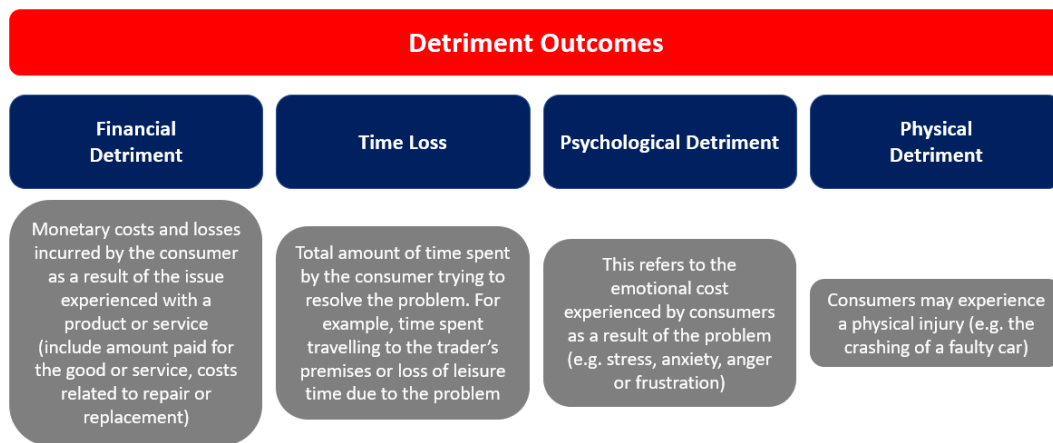 Detriment Outcomes
Financial
Detriment
Time Loss
Psychological Detriment
Physical
Detriment
Monetary costs and losses
incurred by the consumer
as a result of the issue
experienced with a
product or service
(include amount paid for
the good or service, costs
related to repair or
replacement)
Total amount of time spent
by the consumer trying to
resolve the problem. For
example, time spent
travelling to the trader's
premises or loss of leisure
time due to the problem
This refers to the
emotional cost
experienced by consumers
as a result of the problem
(e.g. stress, anxiety, anger
or frustration)
Consumers may experience
a physical injury (e.g. the
crashing of a faulty car)